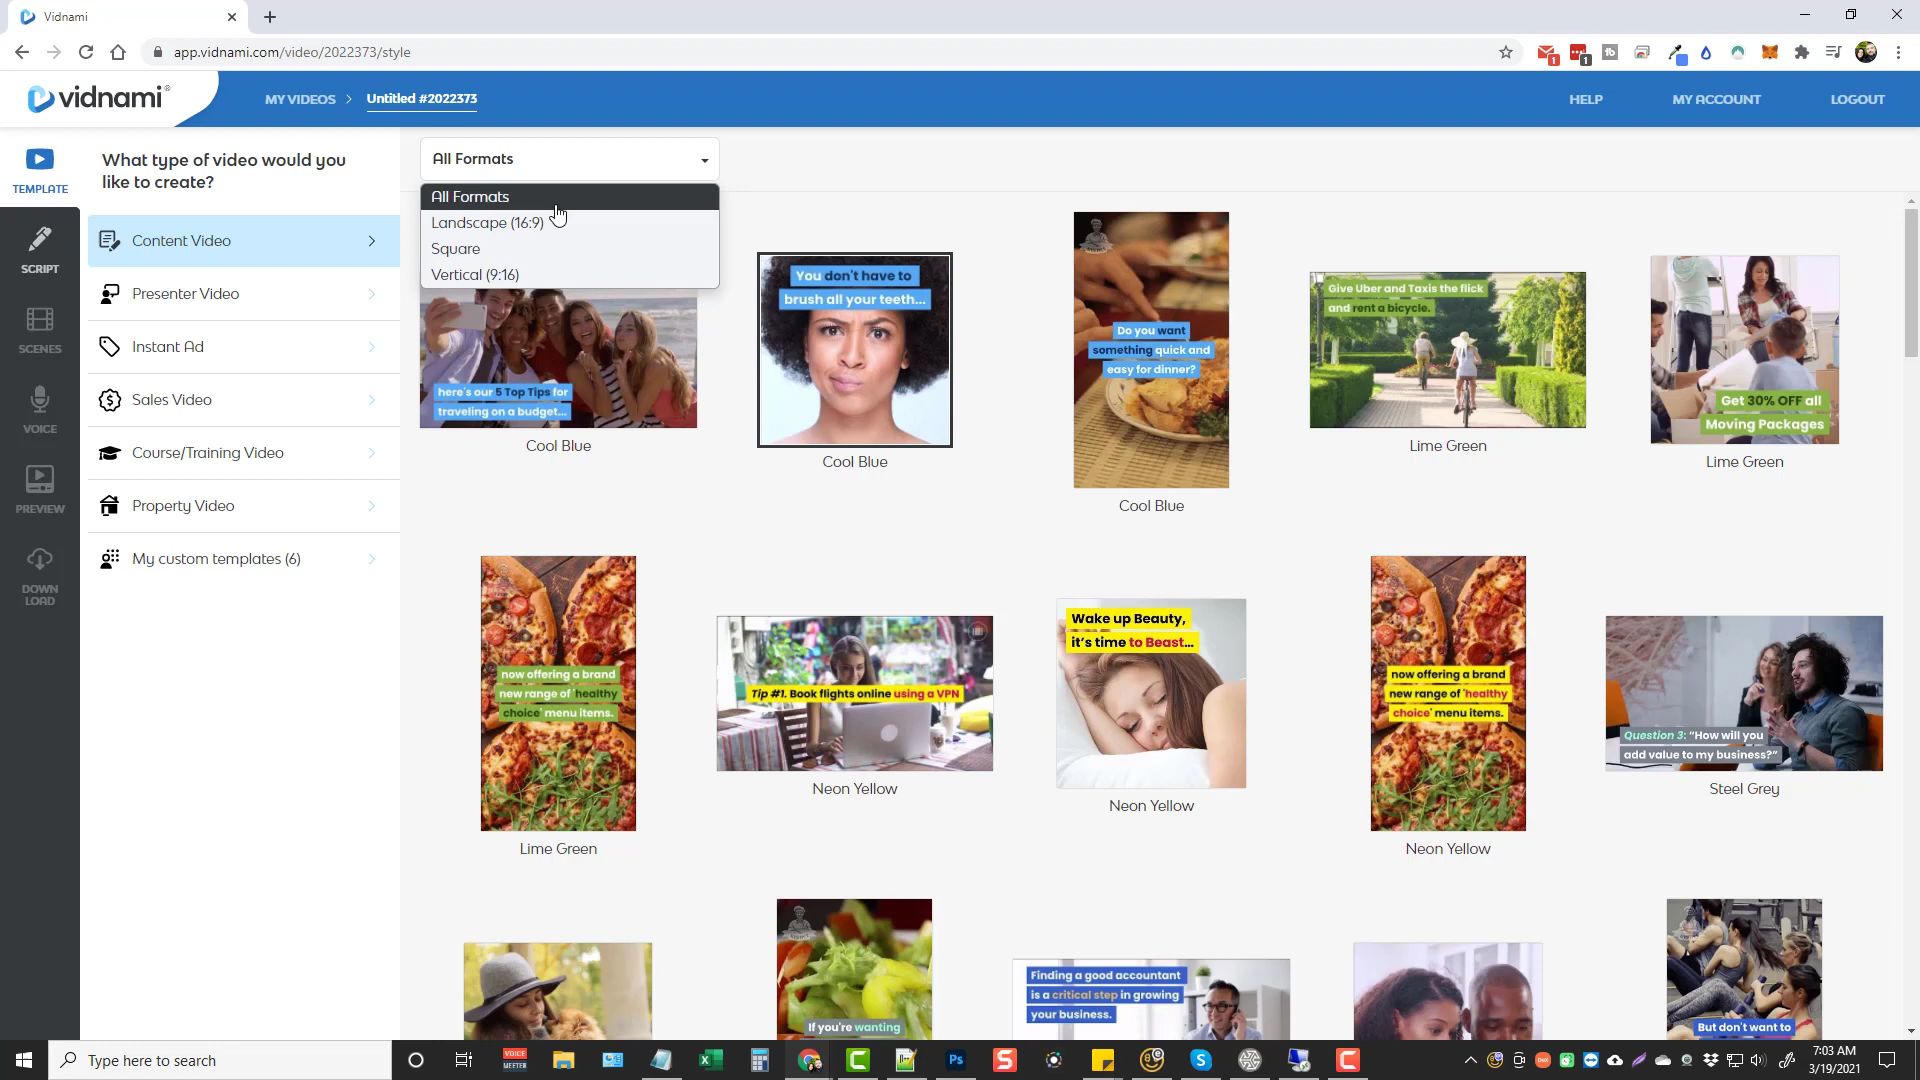 Vidnami
app.vidnami.com/video/2022373/style
1
1
vidnami
MY VIDEOS
Untitled #2022373
HELP
MY ACCOUNT
LOGOUT
TEMPLATE
SCRIPT
SCENES
VOICE
PREVIEW
DOWN
LOAD
What type of video would you
like to create?
Content Video
Presenter Video
Instant Ad
Sales Video
Course/Training Video
Property Video
My custom templates (6)
All Formats
All Formats
Landscape (16:9)
Square
Vertical (9:16)
here's our 5 Top Tips for
traveling on a budget...
Cool Blue
You don't have to
brush all your teeth...
Cool Blue
Do you want
something quick and
easy for dinner?
Cool Blue
Give Uber and Taxis the flick
and rent a bicycle.
Lime Green
Get 30% OFF all
Moving Packages
Lime Green
now offering a brand
new range of 'healthy
choice' menu items.
Lime Green
Tip #1. Book flights online using a VPN
Neon Yellow
Wake up Beauty,
it's time to Beast...
Neon Yellow
now offering a brand
new range of 'healthy
choice' menu items.
Neon Yellow
Question 3: "How will you
add value to my business?"
Steel Grey
If you're wanting
Finding a good accountant
is a critical step in growing
your business.
But don't want to
Type here to search
VOICE
MEETER
Ps
7:03 AM
3/19/2021